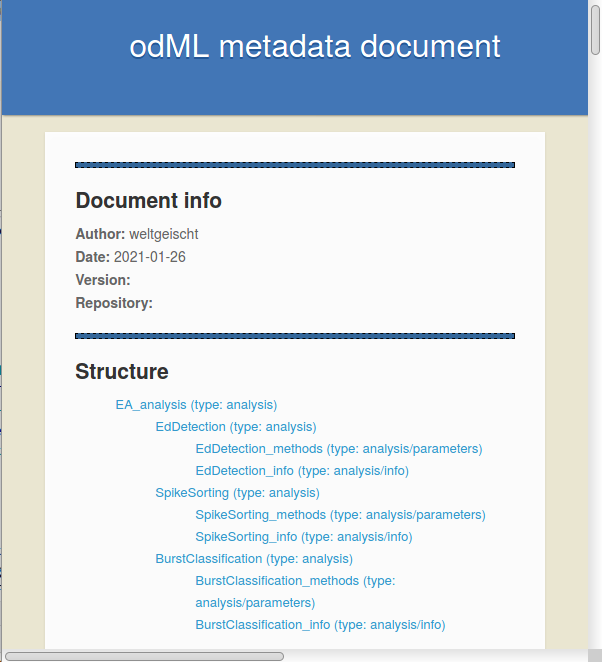 odML metadata document
Document info
Author: weltgeischt
Date: 2021-01-26
Version:
Repository:
Structure
EA_analysis (type: analysis)
EdDetection (type: analysis)
EdDetection_methods (type: analysis/parameters)
EdDetection_info (type: analysis/info)
SpikeSorting (type: analysis)
SpikeSorting_methods (type: analysis/parameters)
SpikeSorting_info (type: analysis/info)
BurstClassification (type: analysis)
BurstClassification_methods (type:
analysis/parameters)
BurstClassification_info (type: analysis/info)